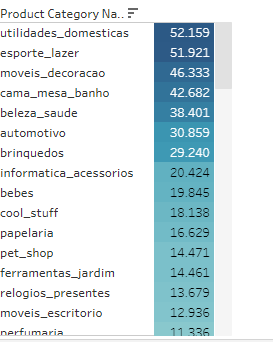 Product Category Na..
utilidades_domesticas 52.159
esporte_lazer 51.921
moveis_decoracao 46.333
cama_mesa_banho 42.682
beleza_saude 38.401
automotivo 30.859
brinquedos 29.240
informatica_acessorios 20.424
bebes 19.845
cool_stuff 18.138
papelaria 16.629
pet_shop 14.471
ferramentas_jardim 14.461
relogios_presentes 13.679
moveis_escritorio 12.936
perfumaria 11.336